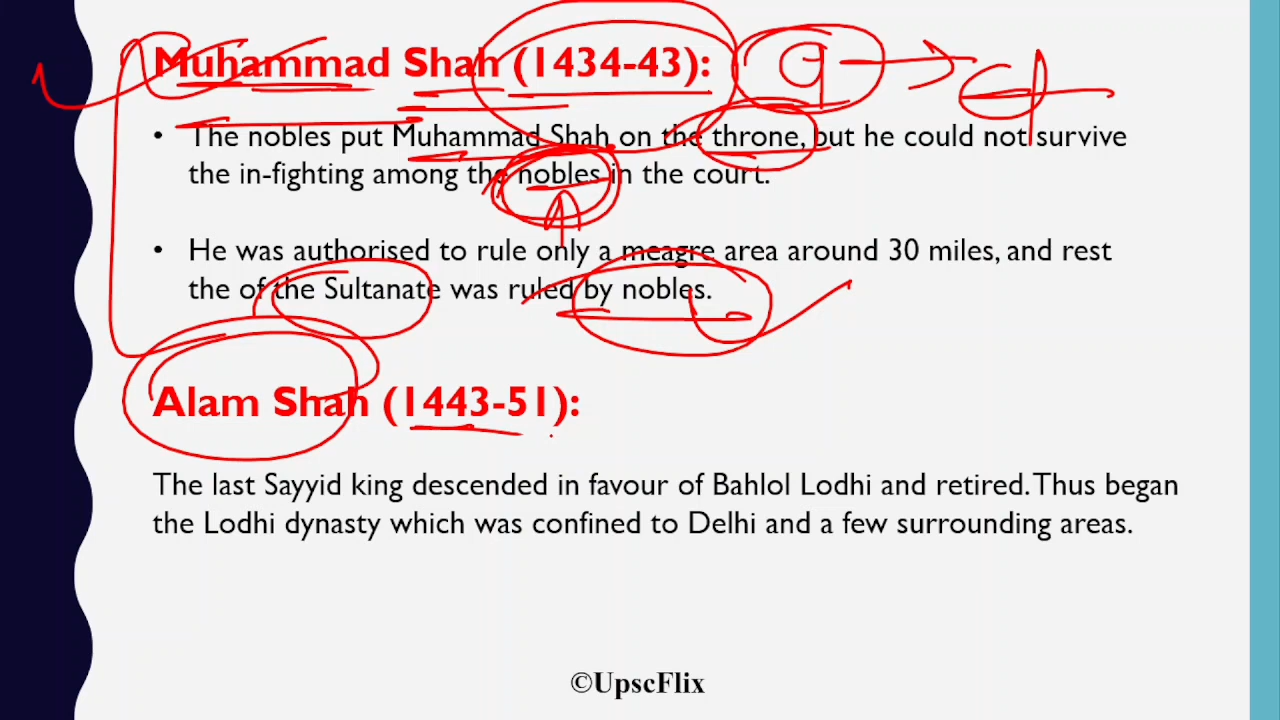 Muhammad Shah (1434-43): 9
• The nobles put Muhammad Shah on the throne, but he could not survive
the in-fighting among the nobles in the court.
• He was authorised to rule only a meagre area around 30 miles, and rest
the of the Sultanate was ruled by nobles.
Alam Shah (1443-51):
The last Sayyid king descended in favour of Bahlol Lodhi and retired. Thus began
the Lodhi dynasty which was confined to Delhi and a few surrounding areas.
©UpscFlix